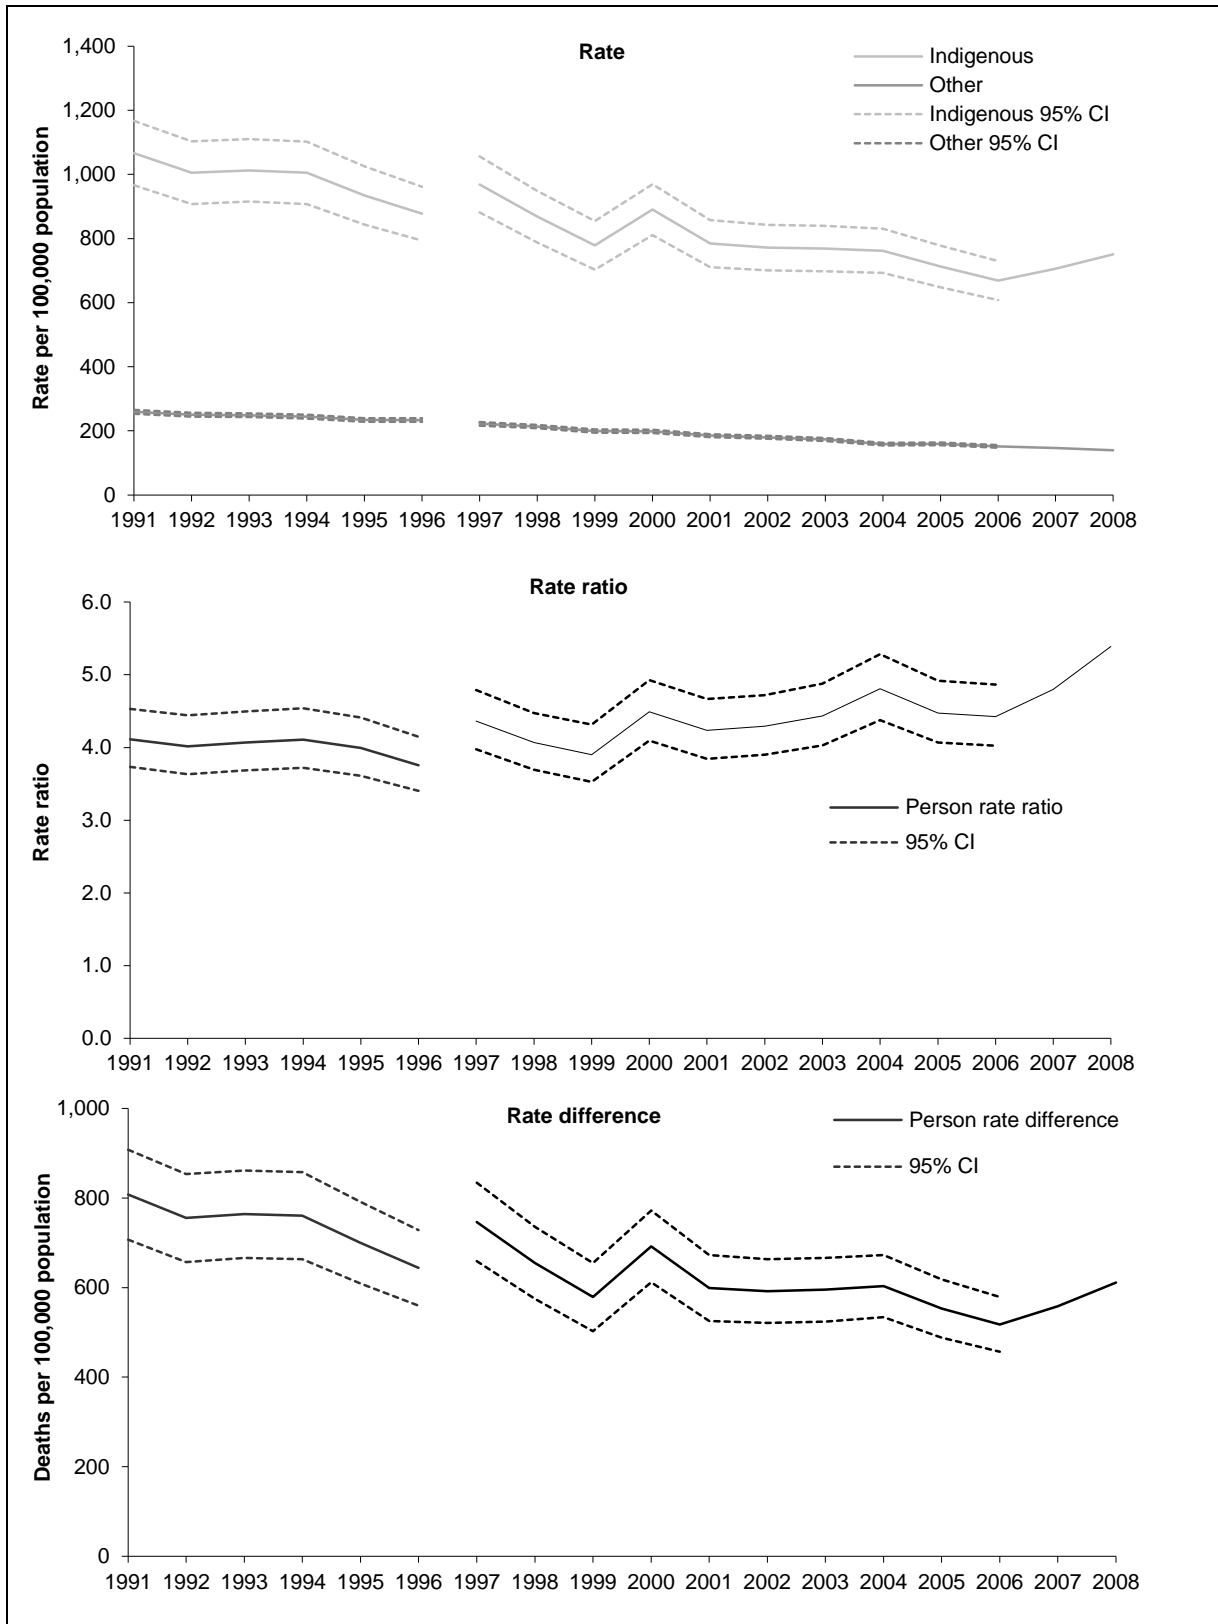 Rate
Indigenous
Other
Indigenous 95% CI
Other 95% CI
Rate per 100,000 population
1,400
1,200
1,000
800
600
400
200
0
1991 1992 1993 1994 1995 1996 1997 1998 1999 2000 2001 2002 2003 2004 2005 2006 2007 2008
Rate ratio
Rate ratio
6.0
5.0
4.0
3.0
2.0
1.0
0.0
Person rate ratio
95% CI
1991 1992 1993 1994 1995 1996 1997 1998 1999 2000 2001 2002 2003 2004 2005 2006 2007 2008
Rate difference
Person rate difference
95% CI
Deaths per 100,000 population
1,000
800
600
400
200
0
1991 1992 1993 1994 1995 1996 1997 1998 1999 2000 2001 2002 2003 2004 2005 2006 2007 2008